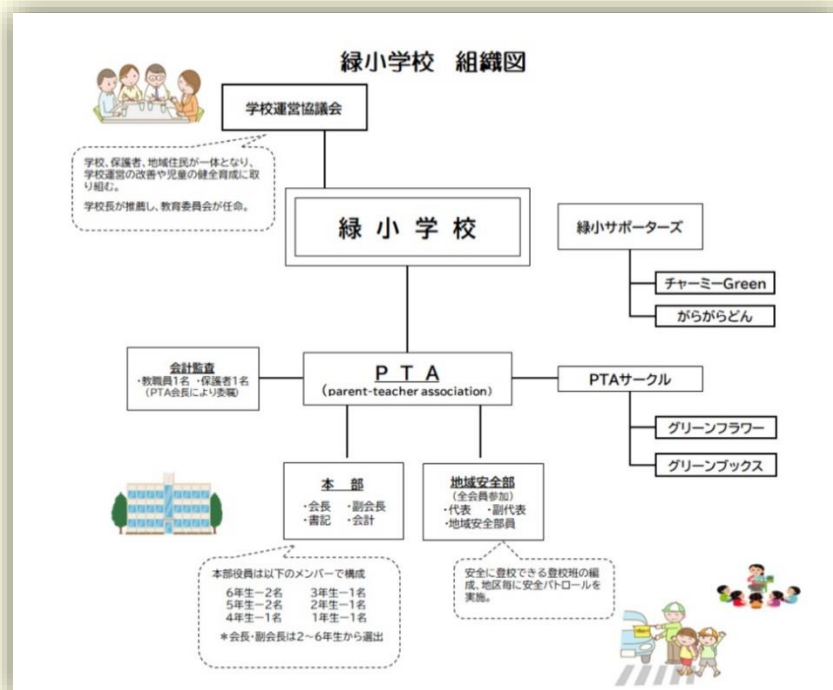 緑小学校 組織図
学校運営協議会
学校、保護者、地域住民が一体となり、
学校運営の改善や児童の健全育成に取
り組む。
学校長が推薦し、教育委員会が任命。
緑小学校
緑小サポーターズ
チャーミーGreen
がらがらどん
会計監査
・教職員1名 ・保護者1名
(PTA会長により委嘱)
PTA
(parent-teacher association)
PTAサークル
グリーンフラワー
グリーンブックス
本 部
・会長 ・副会長
・書記 ・会計
地域安全部
(全会員参加)
・代表 ・副代表
・地域安全部員
本部役員は以下のメンバーで構成
6年生ー2名 3年生ー1名
5年生ー2名 2年生ー1名
4年生ー1名 1年生ー1名
*会長・副会長は2～6年生から選出
安全に登校できる登校班の編
成、地区毎に安全パトロールを
実施。